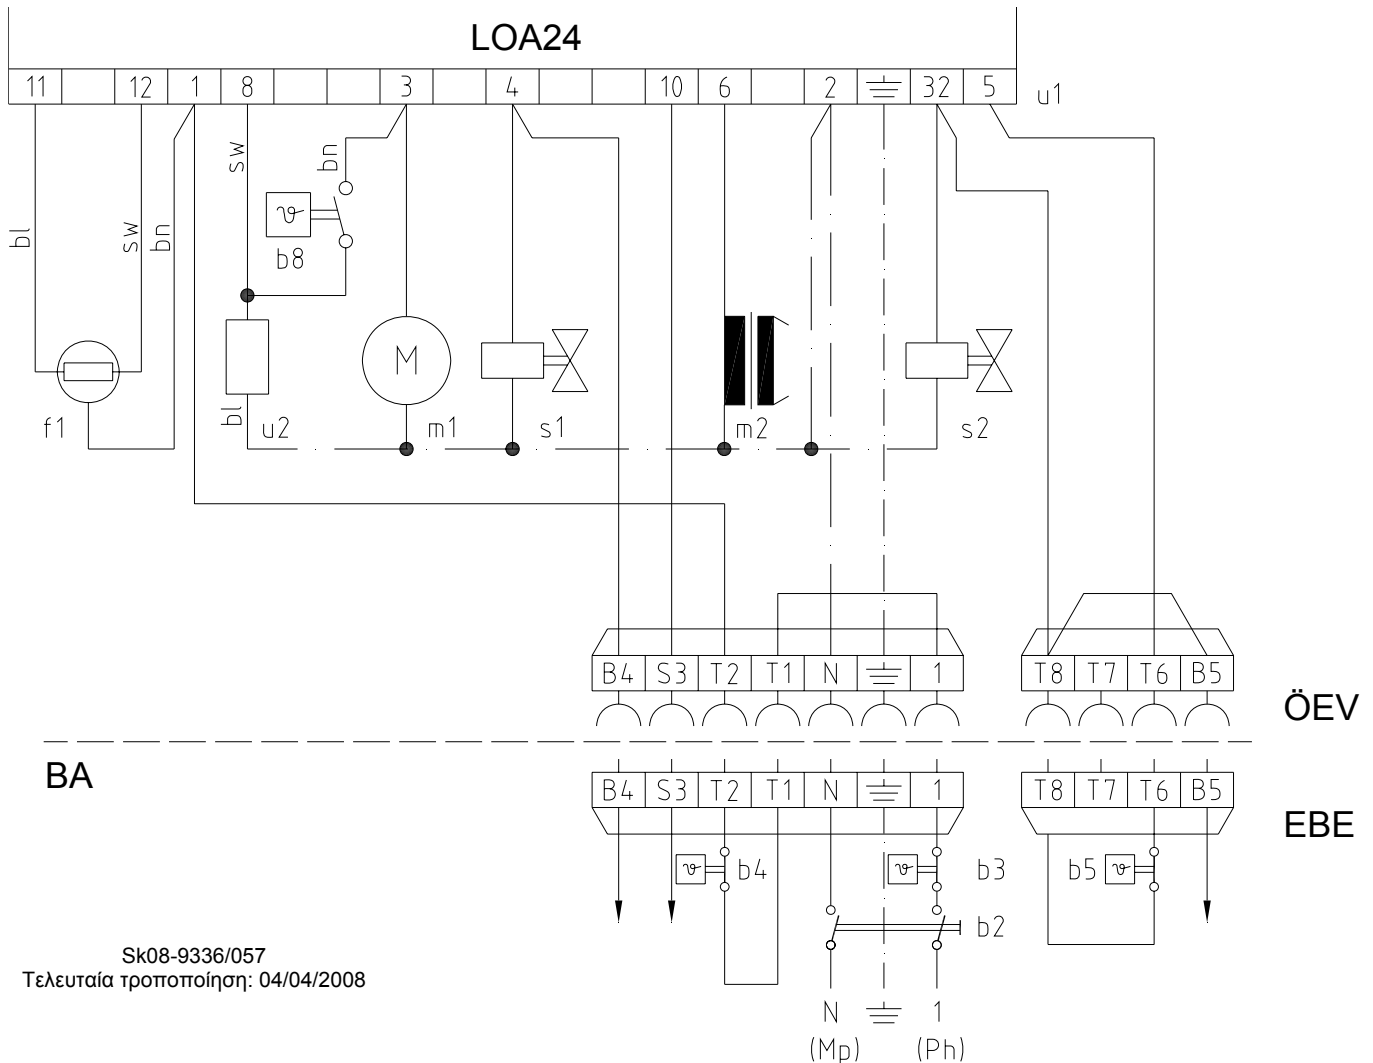 LOA24
11 12 1 8 3 4 10 6 2 32 5
u1
sw
bn
bl
sw
bn
b8
bl
M
f1
u2
m1
s1
m2
s2
B4 S3 T2 T1 N 1 T8 T7 T6 B5
ÖEV
BA
B4 S3 T2 T1 N 1 T8 T7 T6 B5
EBE
b4
b3
b5
b2
Sk08-9336/057
Τελευταία τροποποίηση: 04/04/2008
N 1
(Mp) (Ph)